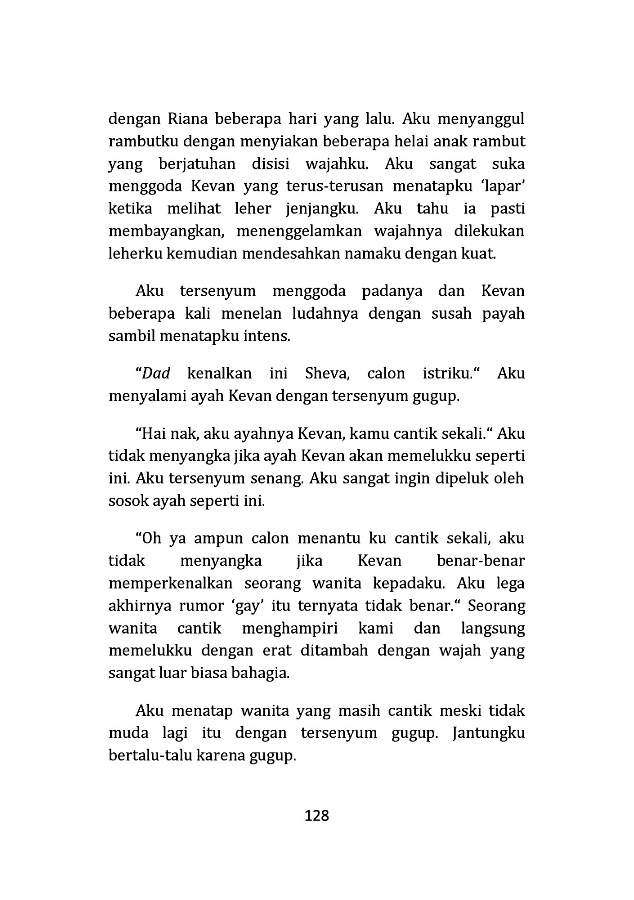 dengan Riana beberapa hari yang lalu. Aku menyanggul
rambutku dengan menyiakan beberapa helai anak rambut
yang berjatuhan disisi wajahku. Aku sangat suka
menggoda Kevan yang terus-terusan menatapku ‘lapar’
ketika melihat leher jenjangku. Aku tahu ia pasti
membayangkan, menenggelamkan wajahnya dilekukan
leherku kemudian mendesahkan namaku dengan kuat.
Aku tersenyum menggoda padanya dan Kevan
beberapa kali menelan ludahnya dengan susah payah
sambil menatapku intens.
“Dad kenalkan ini Sheva, calon istriku.“ Aku
menyalami ayah Kevan dengan tersenyum gugup.
“Hai nak, aku ayahnya Kevan, kamu cantik sekali.“ Aku
tidak menyangka jika ayah Kevan akan memelukku seperti
ini. Aku tersenyum senang. Aku sangat ingin dipeluk oleh
sosok ayah seperti ini.
“Oh ya ampun calon menantu ku cantik sekali, aku
tidak menyangka jika Kevan benar-benar
memperkenalkan seorang wanita kepadaku. Aku lega
akhirnya rumor ‘gay’ itu ternyata tidak benar.“ Seorang
wanita cantik menghampiri kami dan langsung
memelukku dengan erat ditambah dengan wajah yang
sangat luar biasa bahagia.
Aku menatap wanita yang masih cantik meski tidak
muda lagi itu dengan tersenyum gugup. Jantungku
bertalu-talu karena gugup.
128